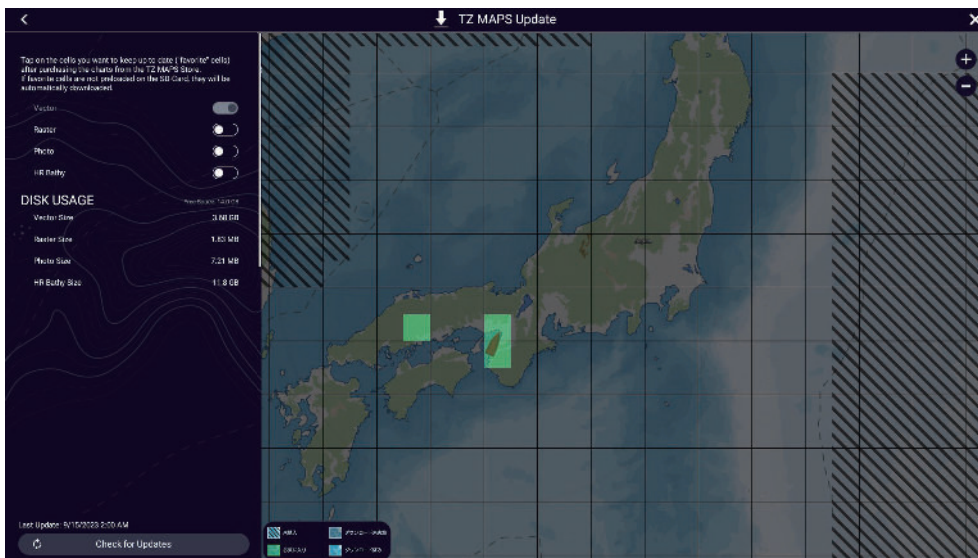 TZ MAPS Update
Tap on the cells you want to keep up to date ("favorite" cells)
after purchasing the charts from the TZ MAPS Store.
If favorite cells are not preloaded on the SD Card, they will be
automatically downloaded.
Vector
Raster
Photo
HR Bathy
DISK USAGE
Vector Size 3.68 GB
Raster Size 1.83 MB
Photo Size 7.21 MB
HR Bathy Size 11.8 GB
Last Update: 9/15/2023 2:00 AM
Check for Updates